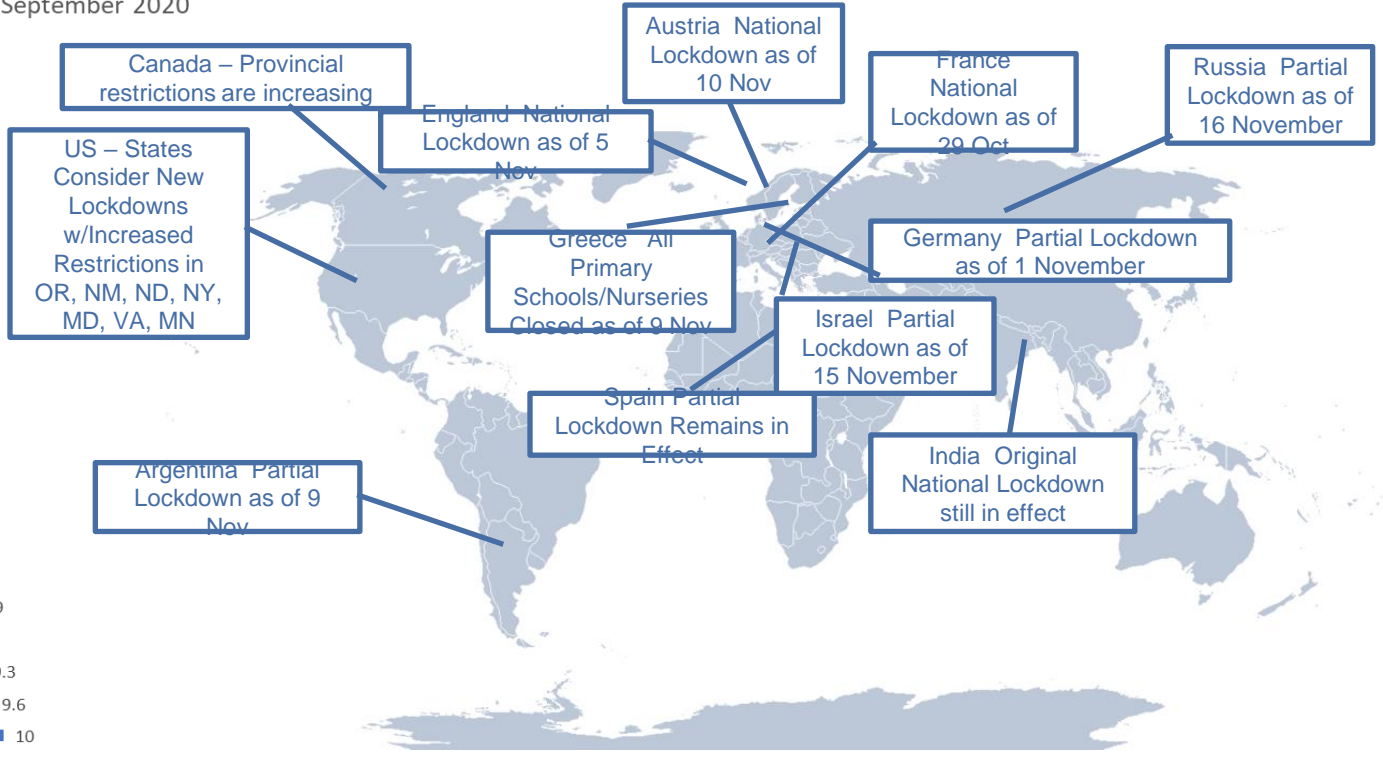 September 2020
Canada – Provincial
restrictions are increasing
US – States
Consider New
Lockdowns
w/Increased
Restrictions in
OR, NM, ND, NY,
MD, VA, MN
England National
Lockdown as of 5
Nov
Austria National
Lockdown as of
10 Nov
France
National
Lockdown as of
29 Oct
Russia Partial
Lockdown as of
16 November
Greece All
Primary
Schools/Nurseries
Closed as of 9 Nov
Germany Partial Lockdown
as of 1 November
Israel Partial
Lockdown as of
15 November
Spain Partial
Lockdown Remains in
Effect
India Original
National Lockdown
still in effect
Argentina Partial
Lockdown as of 9
Nov
9.6
10